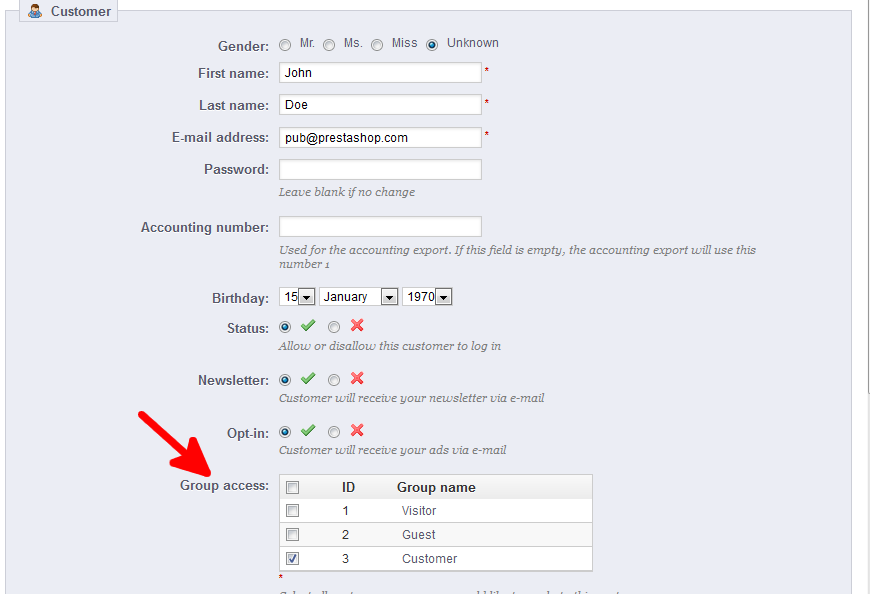 Customer
Gender: Mr. Ms. Miss Unknown
First name: John *
Last name: Doe *
E-mail address: pub@prestashop.com *
Password:
Leave blank if no change
Accounting number:
Used for the accounting export. If this field is empty, the accounting export will use this
number 1
Birthday: 15 January 1970
Status:
Allow or disallow this customer to log in
Newsletter:
Customer will receive your newsletter via e-mail
Opt-in:
Customer will receive your ads via e-mail
Group access: ID Group name
1 Visitor
2 Guest
3 Customer
*